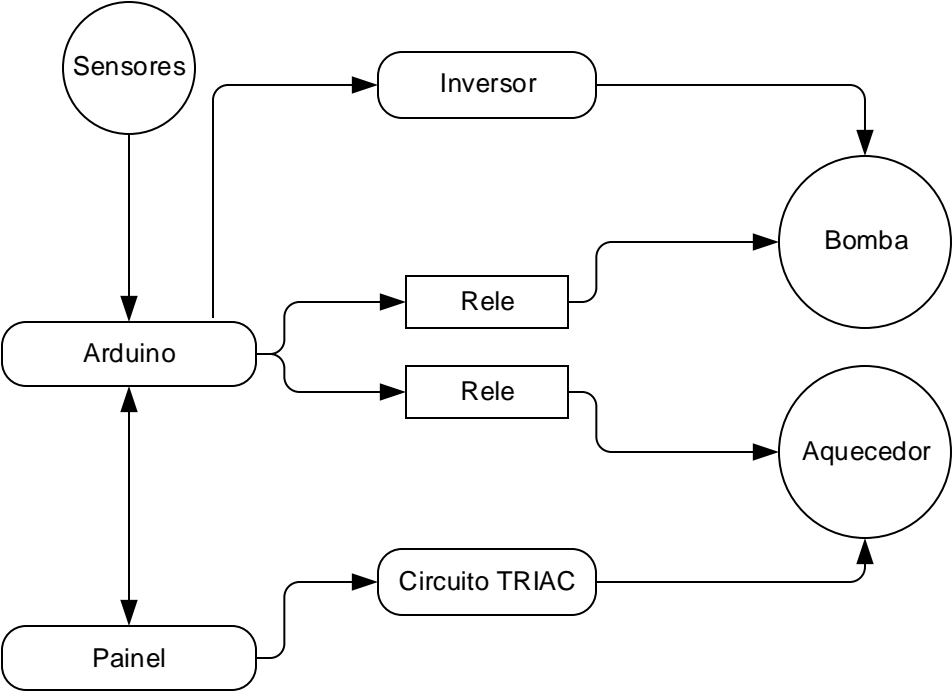 Sensores
Inversor
Bomba
Rele
Arduino
Rele
Aquecedor
Circuito TRIAC
Painel